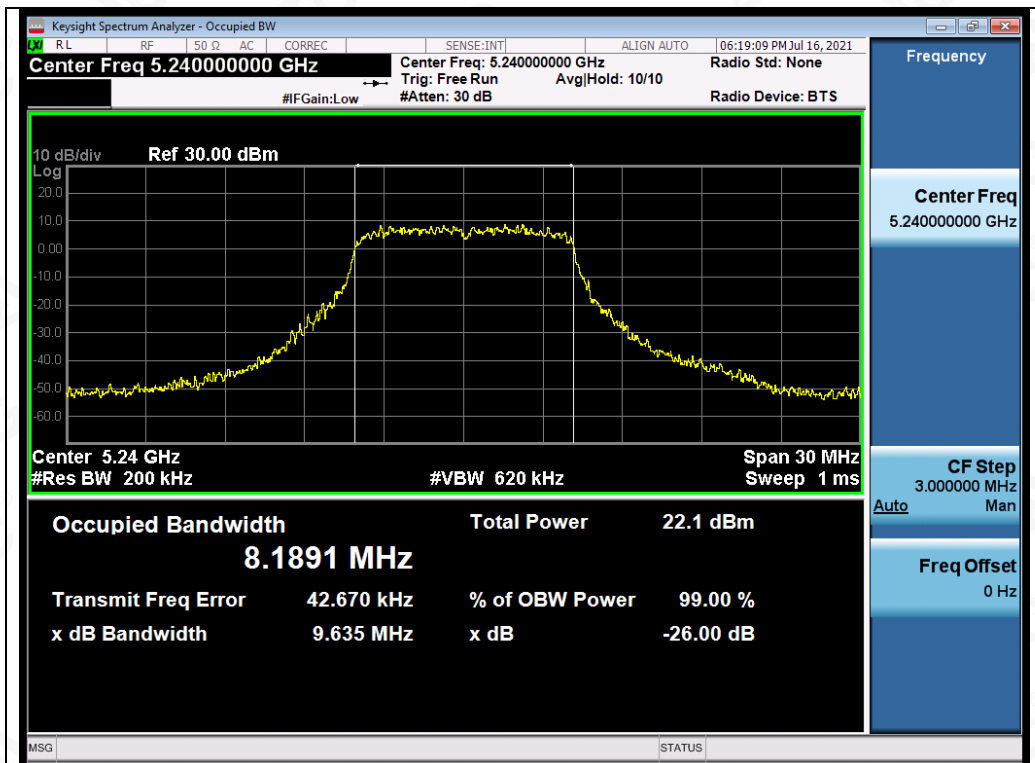 Keysight Spectrum Analyzer - Occupied BW
LXI RL RF 50 Ω AC CORREC SENSE:INT ALIGN AUTO 06:19:09 PM Jul 16, 2021
Center Freq 5.240000000 GHz
Center Freq: 5.240000000 GHz
Radio Std: None
Trig: Free Run Avg|Hold: 10/10
#IFGain:Low #Atten: 30 dB
Radio Device: BTS
Frequency
10 dB/div Ref 30.00 dBm
Log
20.0
10.0
0.00
-10.0
-20.0
-30.0
-40.0
-50.0
-60.0
Center 5.24 GHz Span 30 MHz
#Res BW 200 kHz #VBW 620 kHz Sweep 1 ms
Occupied Bandwidth Total Power 22.1 dBm
8.1891 MHz
Transmit Freq Error 42.670 kHz % of OBW Power 99.00 %
x dB Bandwidth 9.635 MHz x dB -26.00 dB
Center Freq
5.240000000 GHz
CF Step
3.000000 MHz
Auto Man
Freq Offset
0 Hz
MSG STATUS